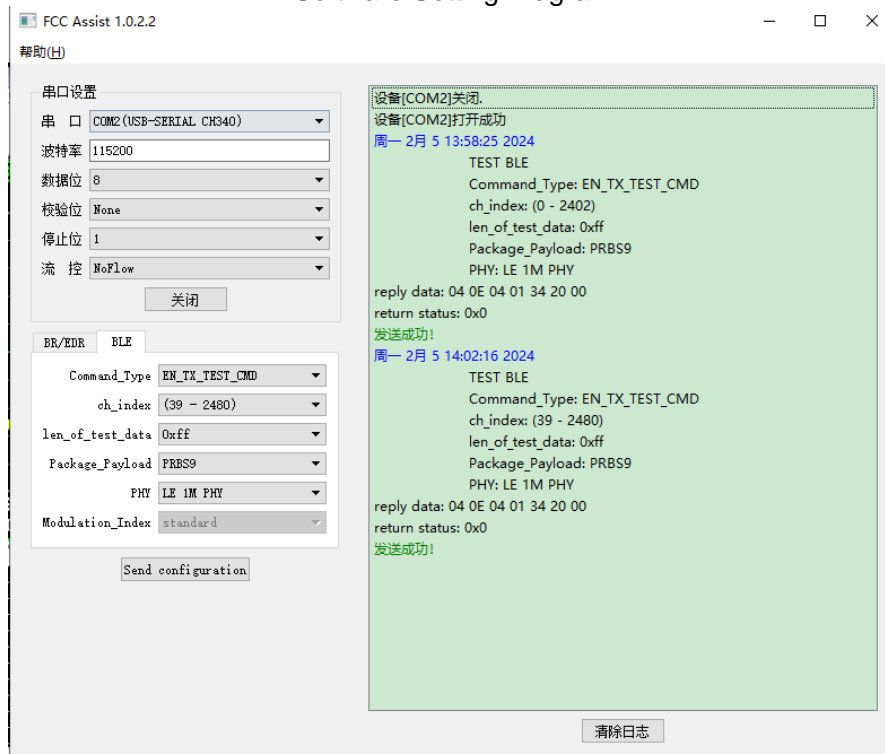 FCC Assist 1.0.2.2
帮助(H)
串口设置
串 口 COM2(USB-SERIAL CH340)
波特率 115200
数据位 8
校验位 None
停止位 1
流 控 NoFlow
关闭
BR/EDR BLE
Command_Type EN_TX_TEST_CMD
ch_index (39 - 2480)
len_of_test_data 0xff
Package_Payload PRBS9
PHY LE 1M PHY
Modulation_Index standard
Send configuration
设备[COM2]关闭.
设备[COM2]打开成功
周一 2月 5 13:58:25 2024
TEST BLE
Command_Type: EN_TX_TEST_CMD
ch_index: (0 - 2402)
len_of_test_data: 0xff
Package_Payload: PRBS9
PHY: LE 1M PHY
reply data: 04 0E 04 01 34 20 00
return status: 0x0
发送成功!
周一 2月 5 14:02:16 2024
TEST BLE
Command_Type: EN_TX_TEST_CMD
ch_index: (39 - 2480)
len_of_test_data: 0xff
Package_Payload: PRBS9
PHY: LE 1M PHY
reply data: 04 0E 04 01 34 20 00
return status: 0x0
发送成功!
清除日志